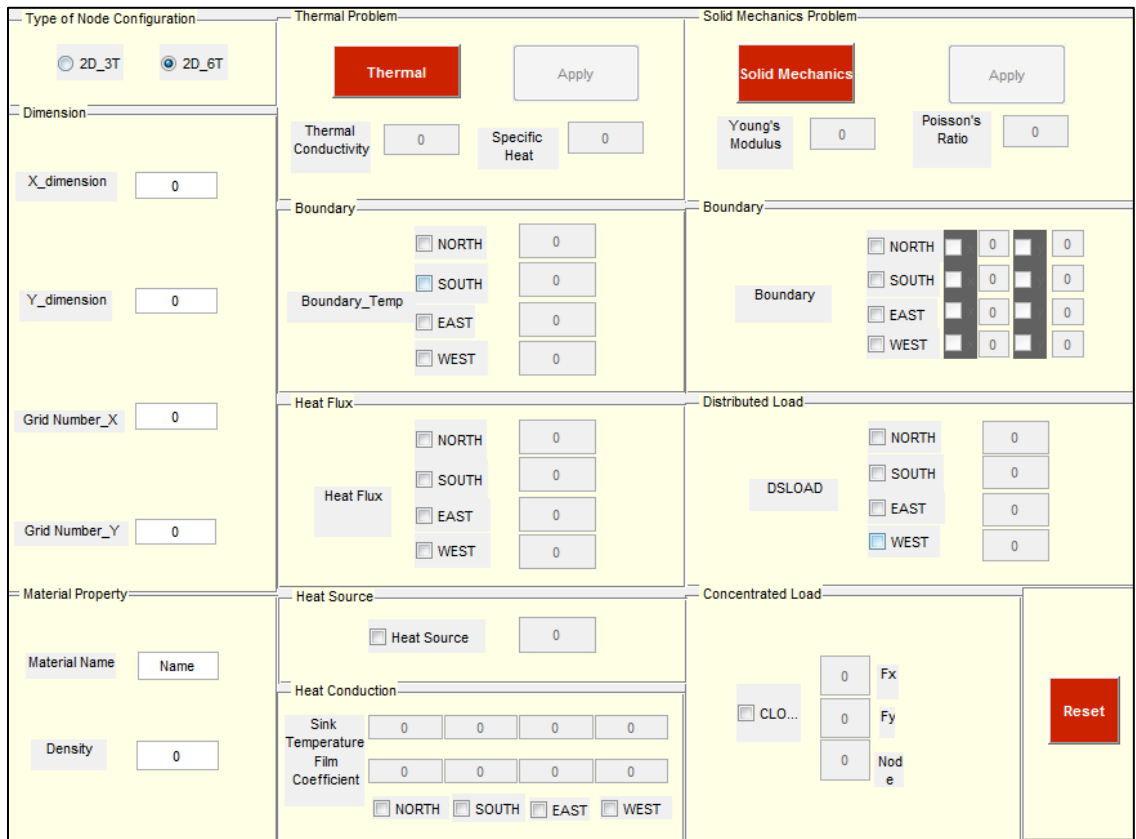 Type of Node Configuration
2D_3T 2D_6T
Dimension
X_dimension 0
Y_dimension 0
Grid Number_X 0
Grid Number_Y 0
Material Property
Material Name Name
Density 0
Thermal Problem
Thermal Apply
Thermal
Conductivity
0
Specific
Heat
0
Boundary
Boundary_Temp
NORTH 0
SOUTH 0
EAST 0
WEST 0
Heat Flux
Heat Flux
NORTH 0
SOUTH 0
EAST 0
WEST 0
Heat Source
Heat Source 0
Heat Conduction
Sink
Temperature
0 0 0 0
Film
Coefficient
0 0 0 0
NORTH SOUTH EAST WEST
Solid Mechanics Problem
Solid Mechanics Apply
Young's
Modulus
0
Poisson's
Ratio
0
Boundary
Boundary
NORTH 0 0
SOUTH 0 0
EAST 0 0
WEST 0 0
Distributed Load
DSLOAD
NORTH 0
SOUTH 0
EAST 0
WEST 0
Concentrated Load
CLO...
0 Fx
0 Fy
0 Nod
e
Reset